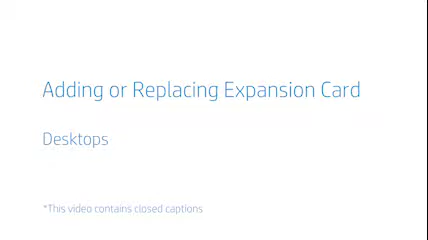 Adding or Replacing Expansion Card
Desktops
*This video contains closed captions